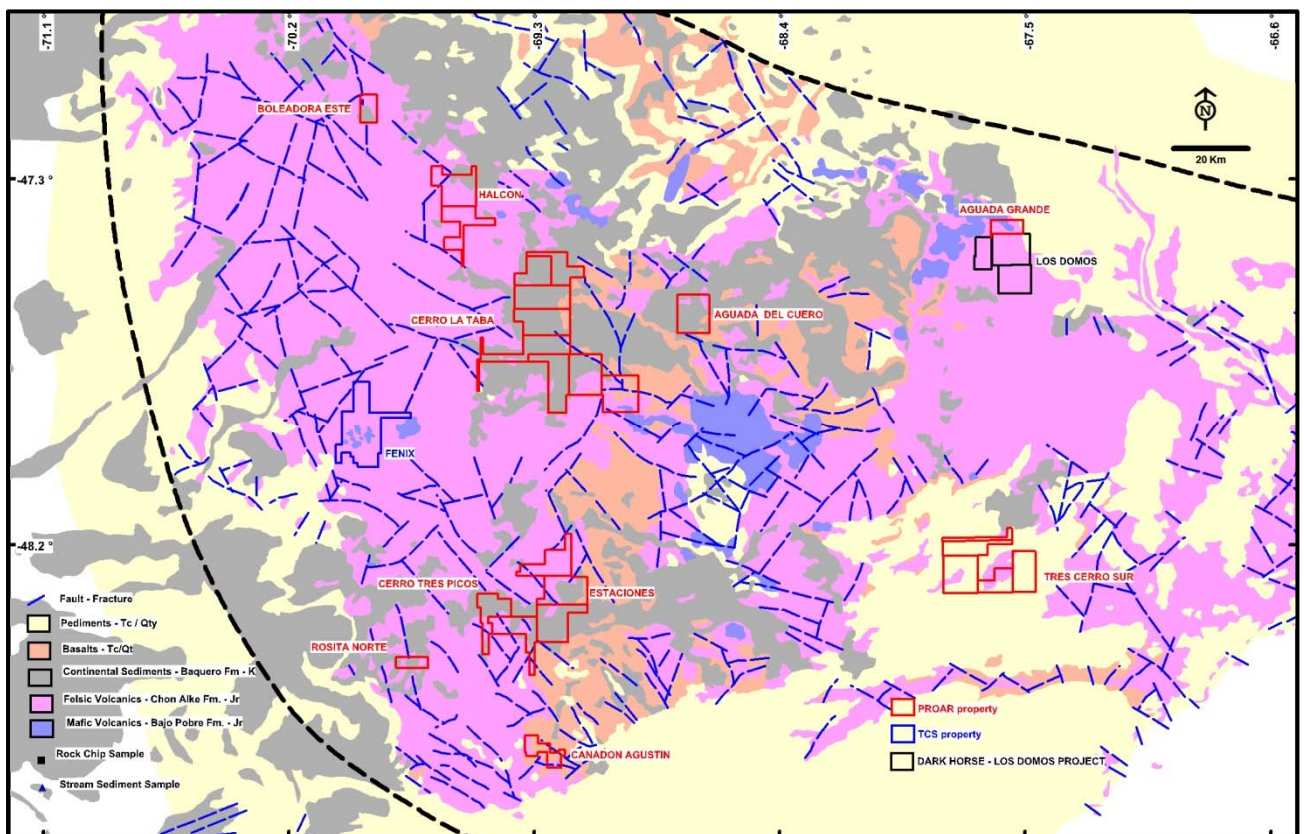 -71.1 °
-70.2 °
-69.3 °
-68.4 °
-67.5 °
-66.6 °
BOLEADORA ESTE
N
20 Km
-47.3 °
HALCON
AGUADA GRANDE
LOS DOMOS
CERRO LA TABA
AGUADA DEL CUERO
FENIX
-48.2 °
CERRO TRES PICOS
ESTACIONES
TRES CERRO SUR
ROSITA NORTE
CANADON AGUSTIN
Fault - Fracture
Pediments - Tc / Qty
Basalts - Tc/Qt
Continental Sediments - Baquero Fm - K
Felsic Volcanics - Chon Aike Fm. - Jr
Mafic Volcanics - Bajo Pobre Fm. - Jr
Rock Chip Sample
Stream Sediment Sample
PROAR property
TCS property
DARK HORSE - LOS DOMOS PROJECT